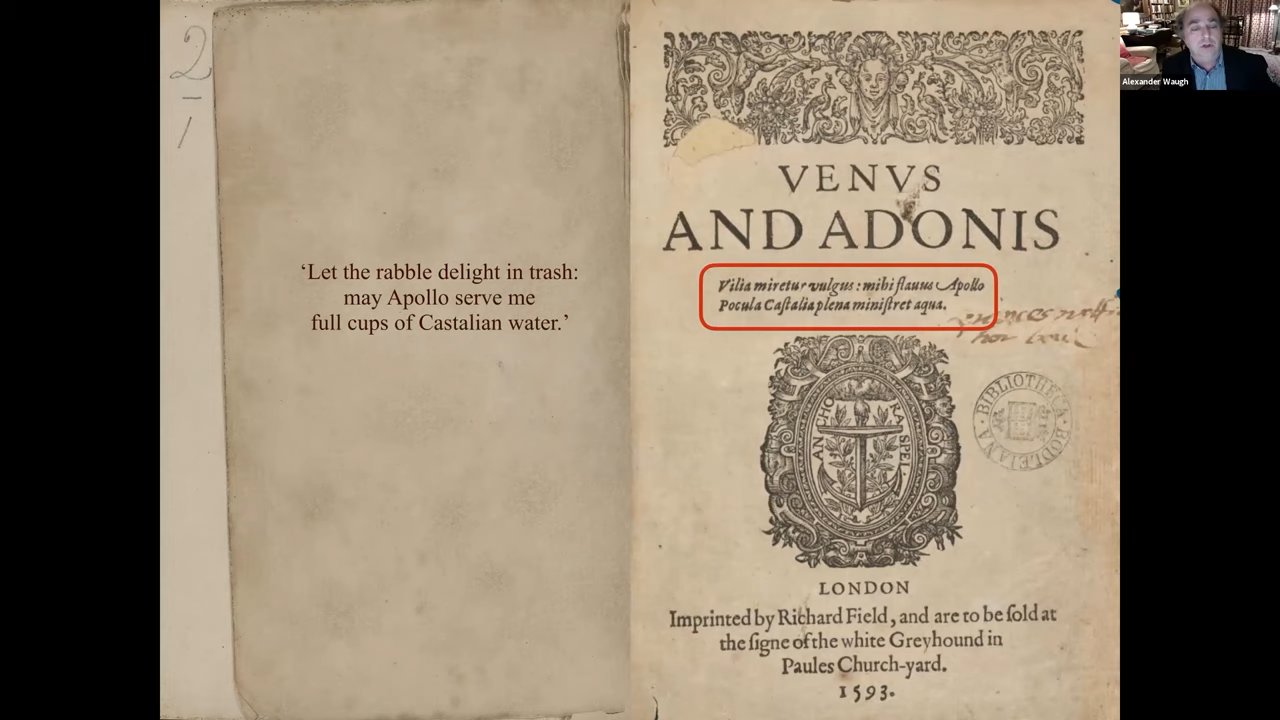 2
1
‘Let the rabble delight in trash:
may Apollo serve me
full cups of Castalian water.’
VENVS
AND ADONIS
Vilia miretur vulgus: mihi flauus Apollo
Pocula Caſtalia plena miniſtret aqua.
ANCHORA SPEI.
BIBLIOTHECA BODLEIANA
LONDON
Imprinted by Richard Field, and are to be ſold at
the ſigne of the white Greyhound in
Paules Church-yard.
1593.
Alexander Waugh